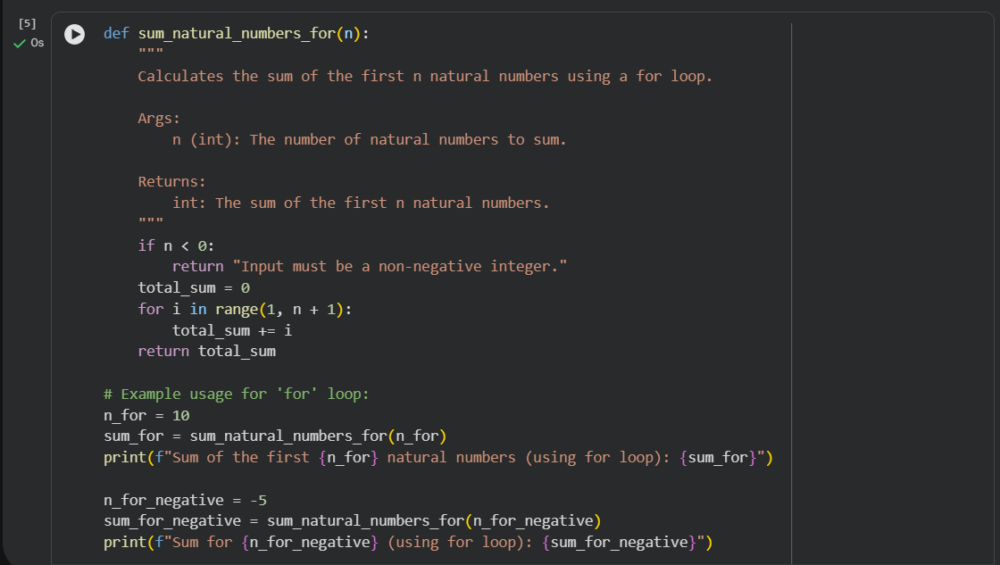 [5]
0s
def sum_natural_numbers_for(n):
    """
    Calculates the sum of the first n natural numbers using a for loop.

    Args:
        n (int): The number of natural numbers to sum.

    Returns:
        int: The sum of the first n natural numbers.
    """
    if n < 0:
        return "Input must be a non-negative integer."
    total_sum = 0
    for i in range(1, n + 1):
        total_sum += i
    return total_sum

# Example usage for 'for' loop:
n_for = 10
sum_for = sum_natural_numbers_for(n_for)
print(f"Sum of the first {n_for} natural numbers (using for loop): {sum_for}")

n_for_negative = -5
sum_for_negative = sum_natural_numbers_for(n_for_negative)
print(f"Sum for {n_for_negative} (using for loop): {sum_for_negative}")